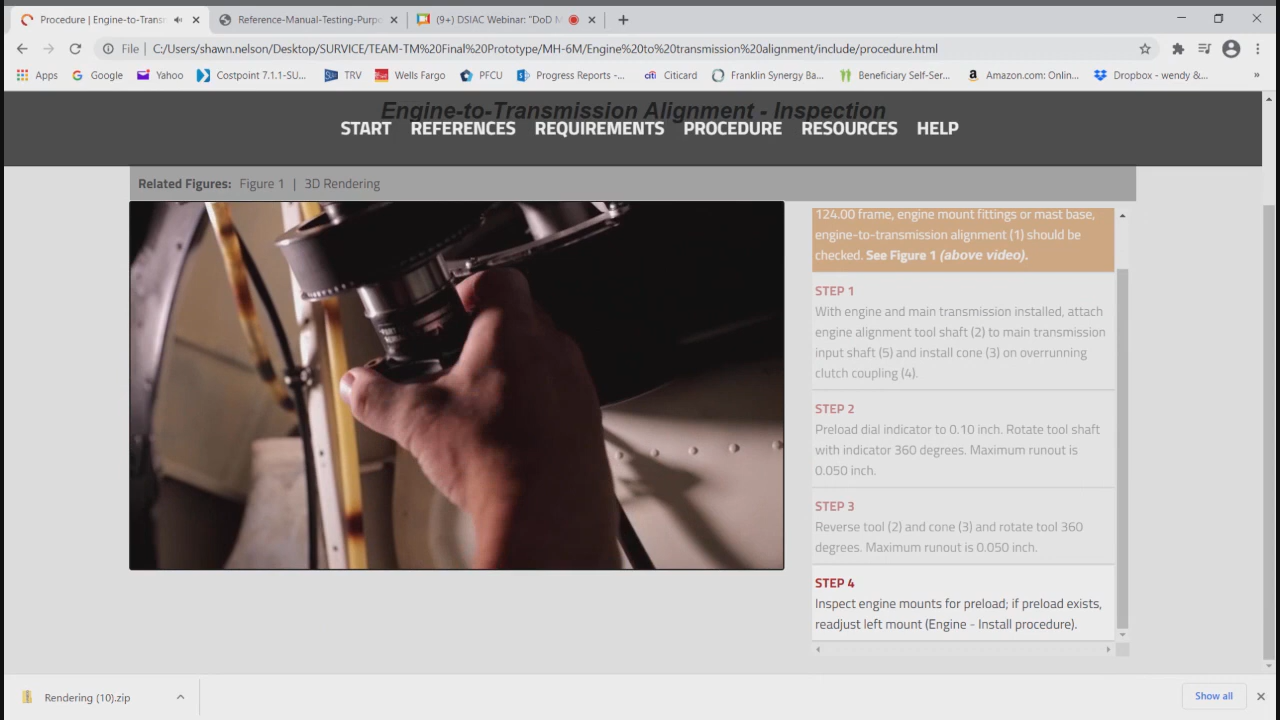 Procedure | Engine-to-Transm
Reference-Manual-Testing-Purpo
(9+) DSIAC Webinar: "DoD M
File | C:/Users/shawn.nelson/Desktop/SURVICE/TEAM-TM%20Final%20Prototype/MH-6M/Engine%20to%20transmission%20alignment/include/procedure.html
Apps Google Yahoo Costpoint 7.1.1-SU... TRV Wells Fargo PFCU Progress Reports -... citi Citicard Franklin Synergy Ba... Beneficiary Self-Ser... Amazon.com: Onlin... Dropbox - wendy &... »
Engine-to-Transmission Alignment - Inspection
START REFERENCES REQUIREMENTS PROCEDURE RESOURCES HELP
Related Figures: Figure 1 | 3D Rendering
124.00 frame, engine mount fittings or mast base,
engine-to-transmission alignment (1) should be
checked. See Figure 1 (above video).
STEP 1
With engine and main transmission installed, attach
engine alignment tool shaft (2) to main transmission
input shaft (5) and install cone (3) on overrunning
clutch coupling (4).
STEP 2
Preload dial indicator to 0.10 inch. Rotate tool shaft
with indicator 360 degrees. Maximum runout is
0.050 inch.
STEP 3
Reverse tool (2) and cone (3) and rotate tool 360
degrees. Maximum runout is 0.050 inch.
STEP 4
Inspect engine mounts for preload; if preload exists,
readjust left mount (Engine - Install procedure).
Rendering (10).zip
Show all